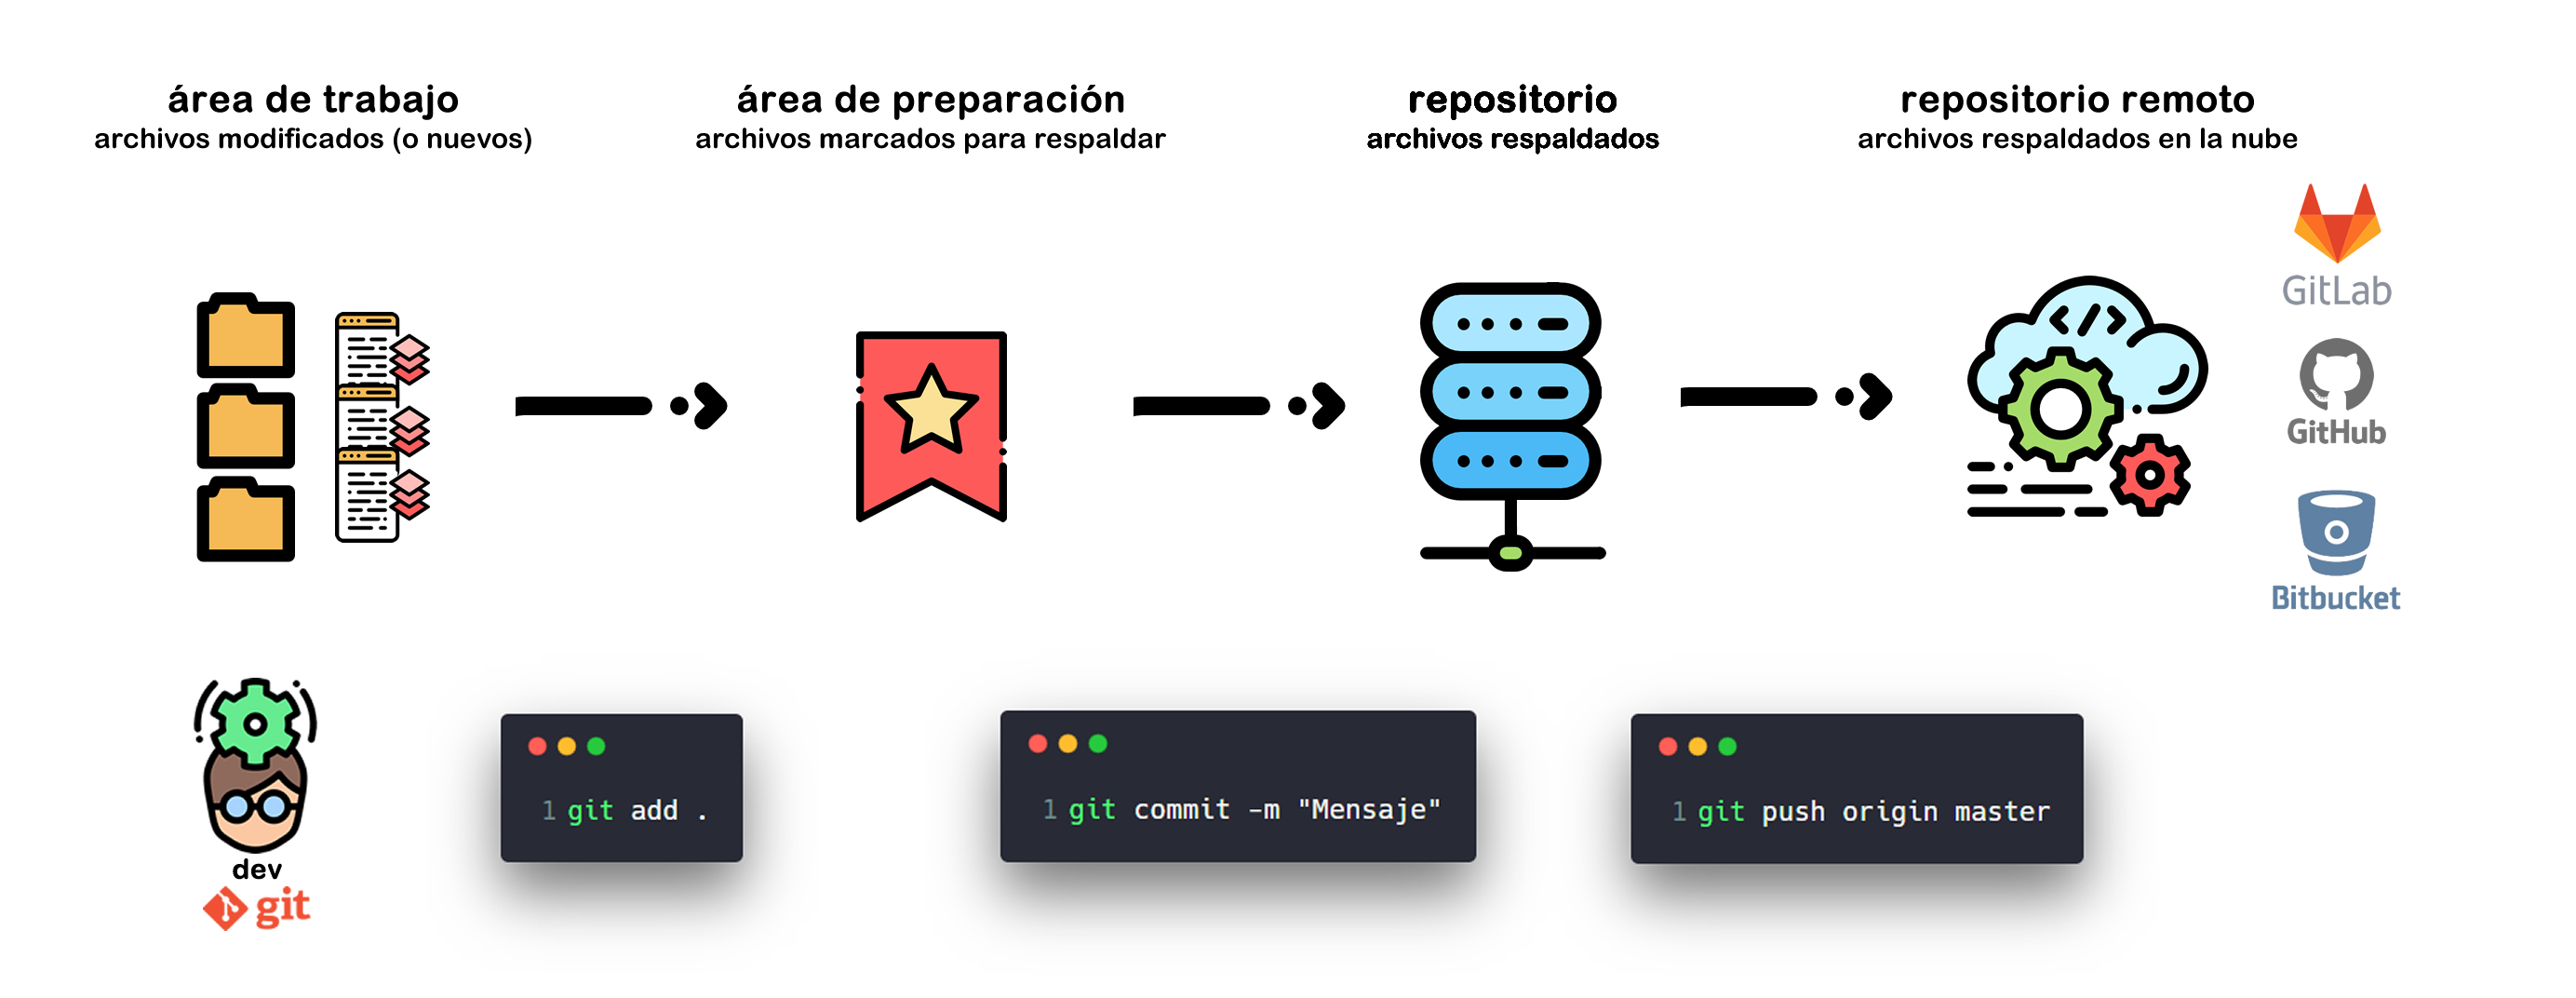 área de trabajo
archivos modificados (o nuevos)
área de preparación
archivos marcados para respaldar
repositorio
archivos respaldados
repositorio remoto
archivos respaldados en la nube
</>
GitLab
GitHub
Bitbucket
dev
git
1 git add .
1 git commit -m "Mensaje"
1 git push origin master